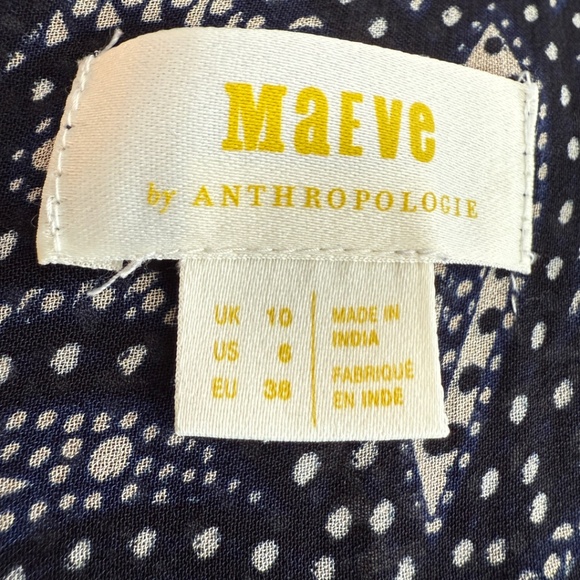 MaEVe
by ANTHROPOLOGIE
UK 10
US 6
EU 38
MADE IN
INDIA
FABRIQUÉ
EN INDE